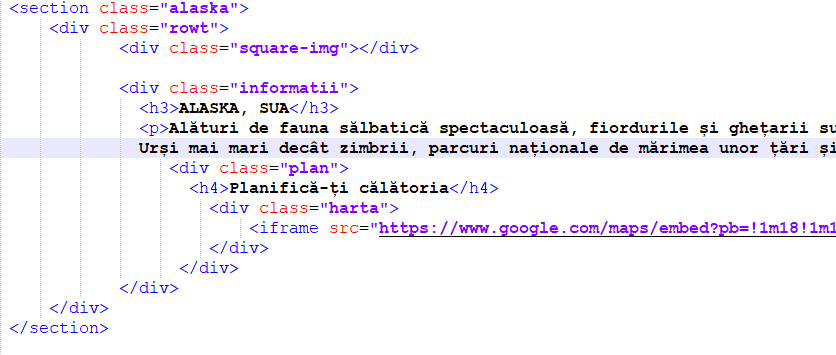 <section class="alaska">
<div class="rowt">
<div class="square-img"></div>
<div class="informatii">
<h3>ALASKA, SUA</h3>
<p>Alături de fauna sălbatică spectaculoasă, fiordurile și ghețarii su
Urși mai mari decât zimbrii, parcuri naționale de mărimea unor țări și
<div class="plan">
<h4>Planifică-ți călătoria</h4>
<div class="harta">
<iframe src="https://www.google.com/maps/embed?pb=!1m18!1m1
</div>
</div>
</div>
</div>
</section>